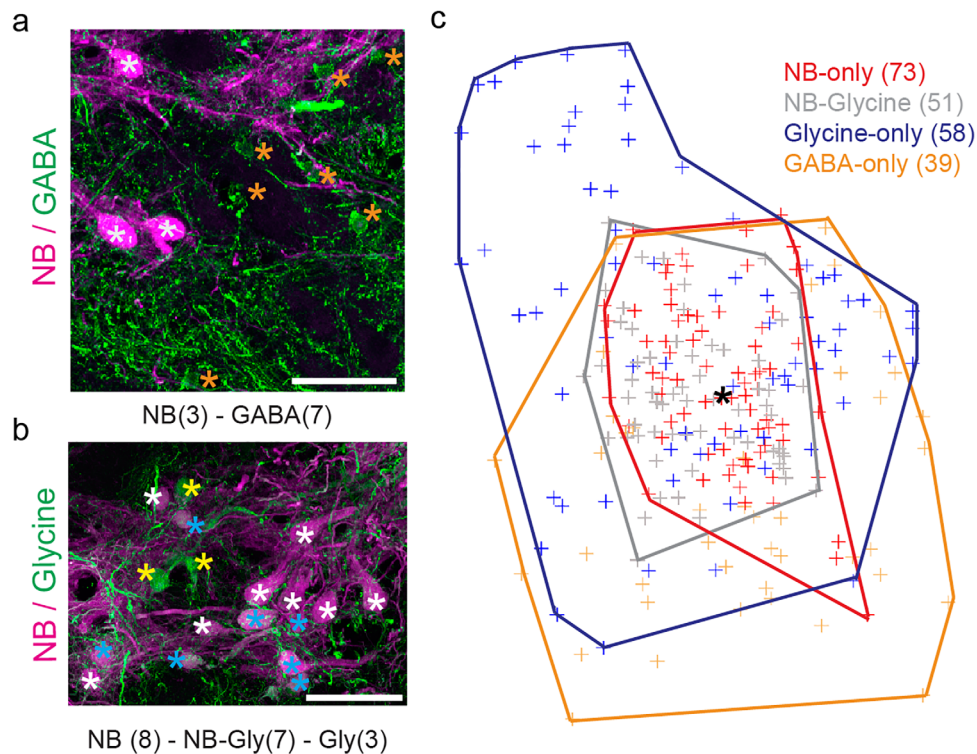 a
NB / GABA
NB(3) - GABA(7)
b
NB / Glycine
NB (8) - NB-Gly(7) - Gly(3)
c
NB-only (73)
NB-Glycine (51)
Glycine-only (58)
GABA-only (39)